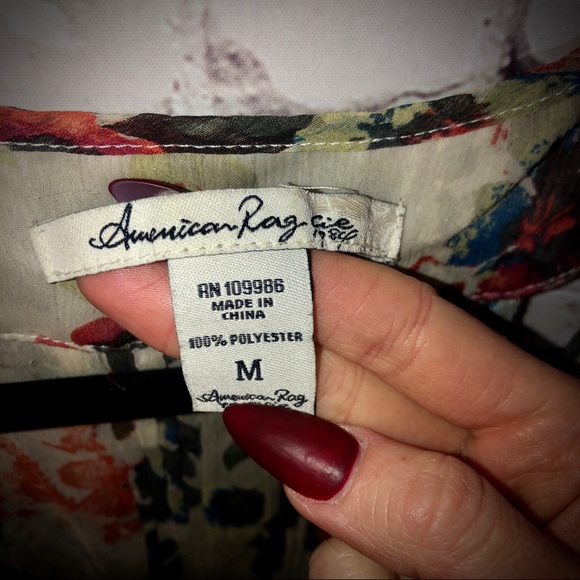 American Rag cie
1984
RN 109986
MADE IN
CHINA
100% POLYESTER
M
American Rag